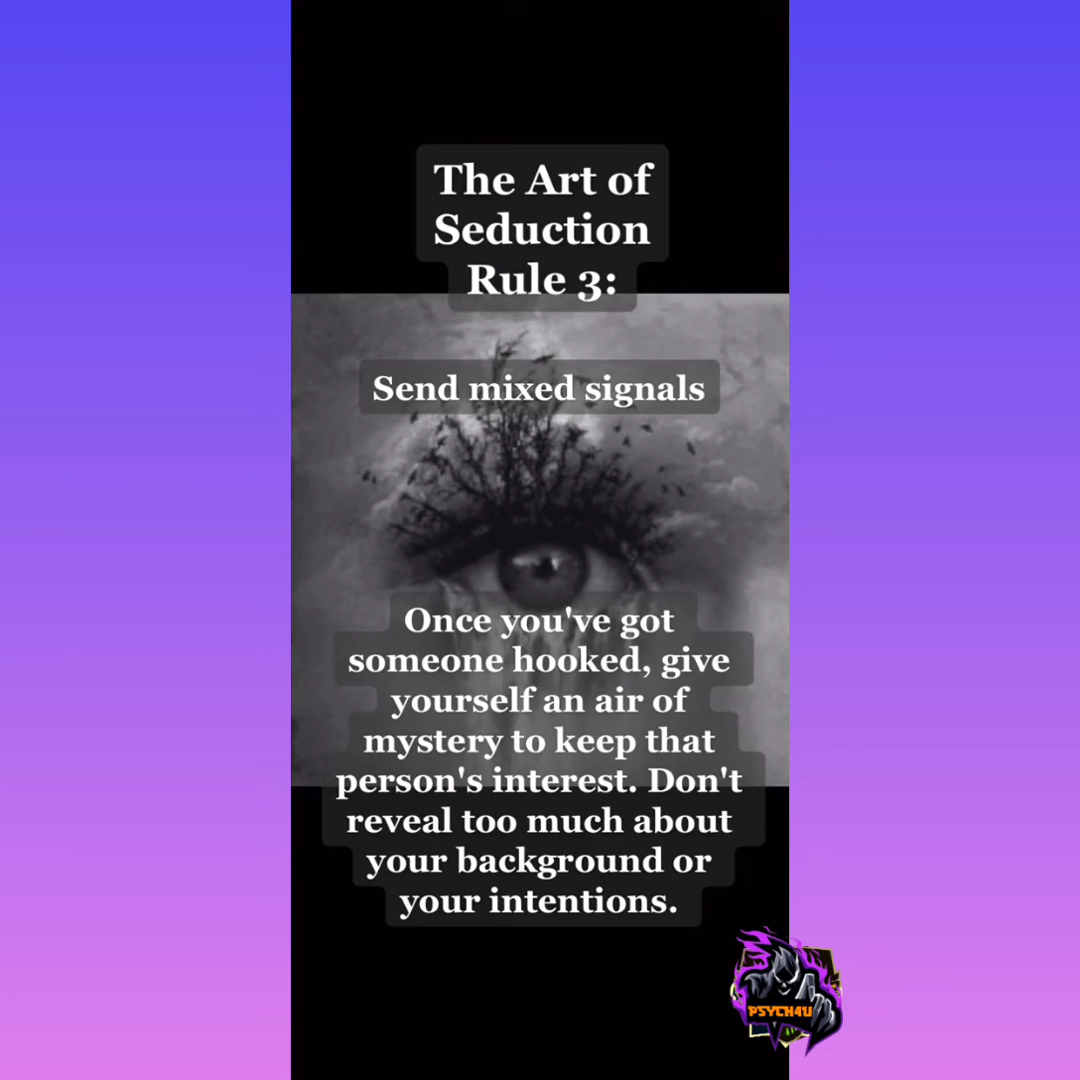 The Art of
Seduction
Rule 3:
Send mixed signals
Once you've got
someone hooked, give
yourself an air of
mystery to keep that
person's interest. Don't
reveal too much about
your background or
your intentions.
PSYCH4U